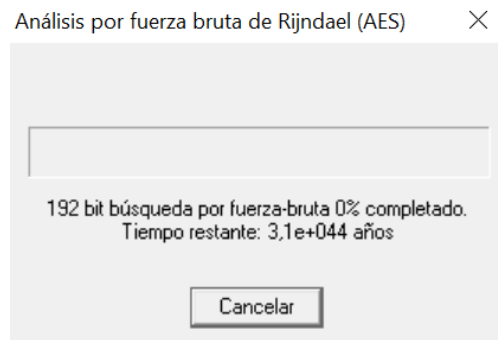 Análisis por fuerza bruta de Rijndael (AES)
192 bit búsqueda por fuerza-bruta 0% completado.
Tiempo restante: 3,1e+044 años
Cancelar